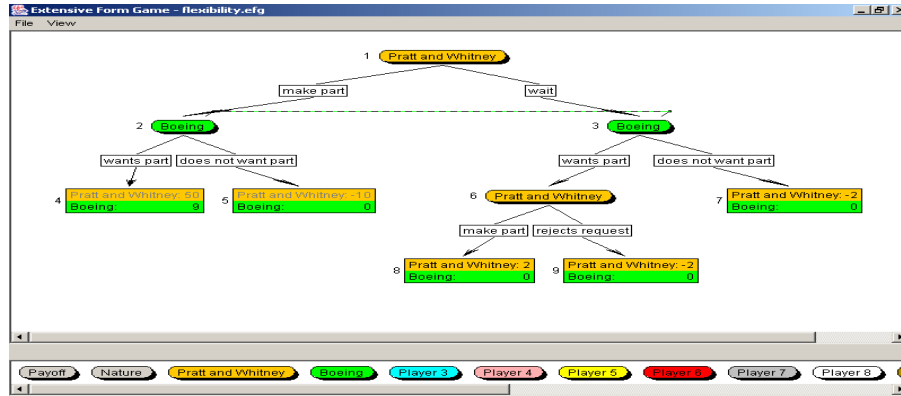 Extensive Form Game - flexibility.efg
File View
1 Pratt and Whitney
make part wait
2 Boeing 3 Boeing
wants part does not want part wants part does not want part
4 Pratt and Whitney: 50 5 Pratt and Whitney: -10 6 Pratt and Whitney 7 Pratt and Whitney: -2
Boeing: 9 Boeing: 0 Boeing: 0
make part rejects request
8 Pratt and Whitney: 2 9 Pratt and Whitney: -2
Boeing: 0 Boeing: 0
Payoff Nature Pratt and Whitney Boeing Player 3 Player 4 Player 5 Player 6 Player 7 Player 8